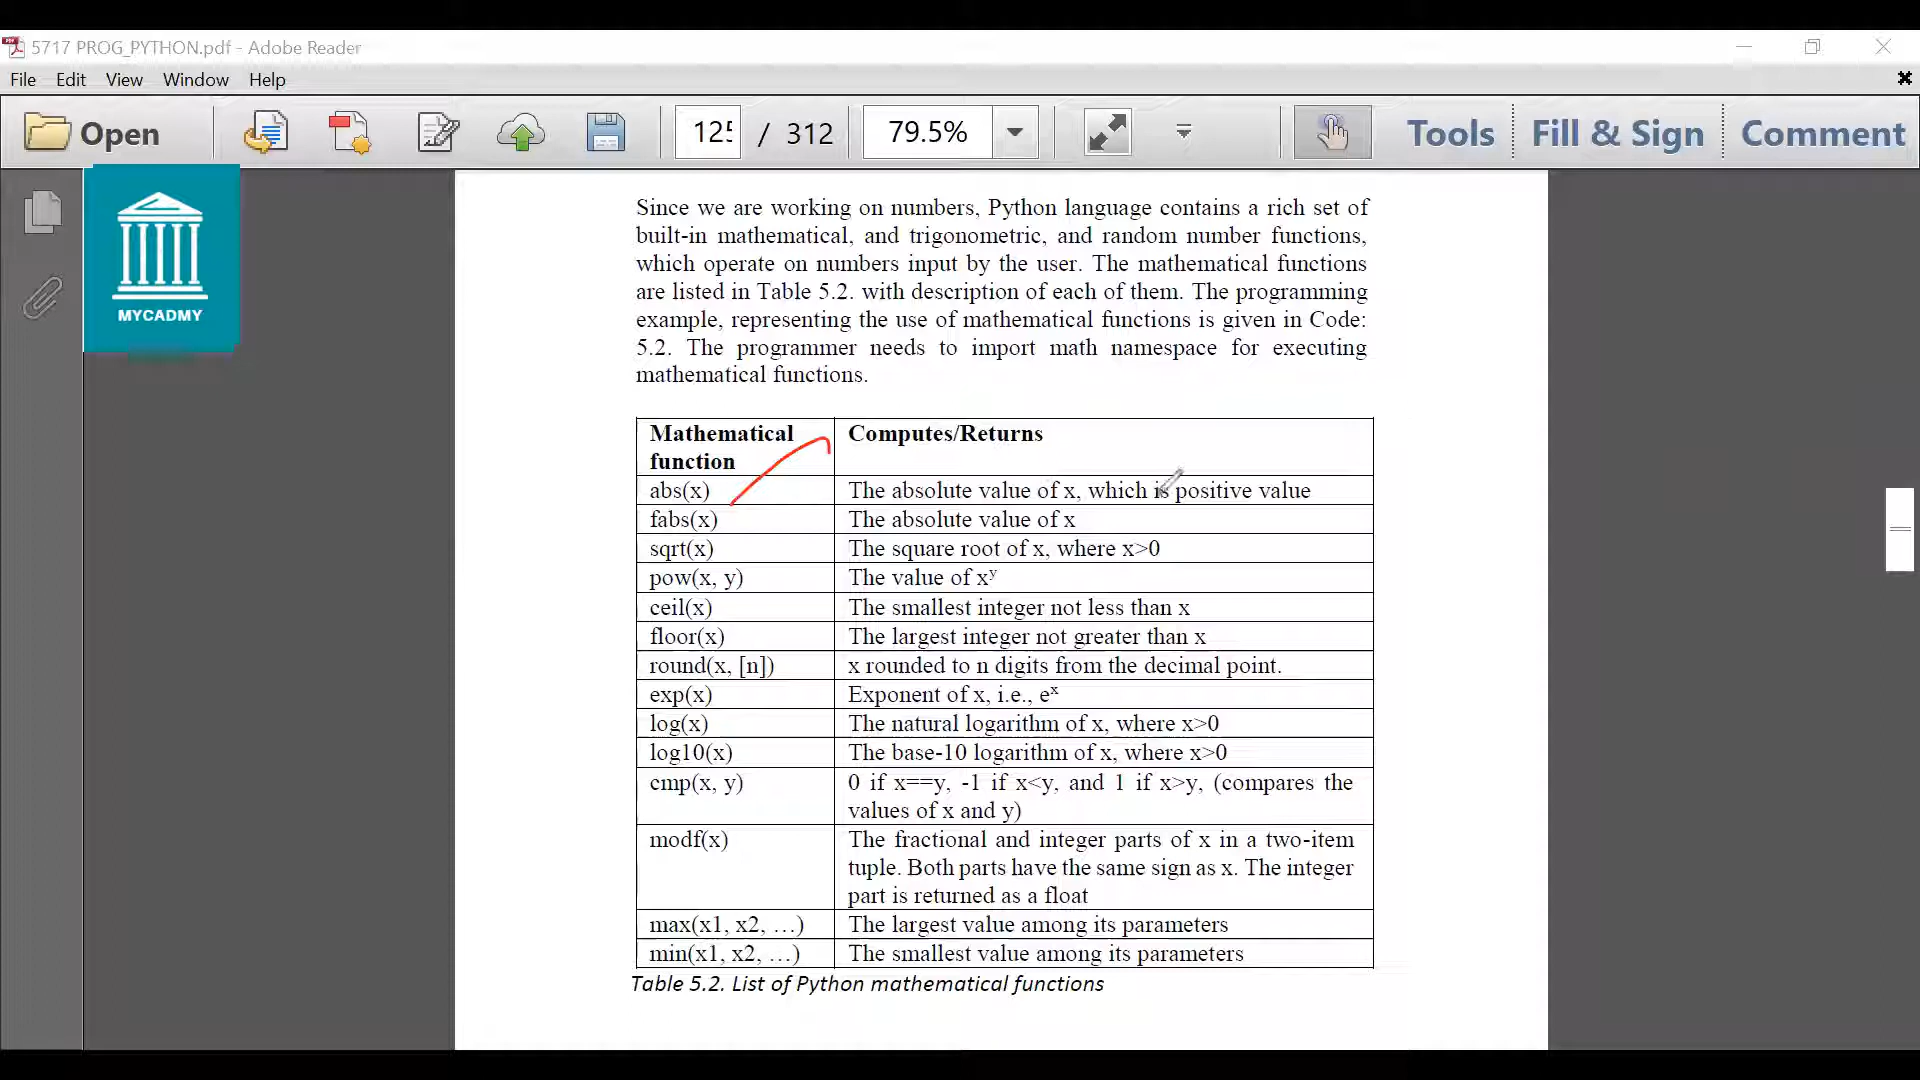 5717 PROG_PYTHON.pdf - Adobe Reader
File Edit View Window Help
Open 125 / 312 79.5% Tools Fill & Sign Comment
MYCADMY
Since we are working on numbers, Python language contains a rich set of
built-in mathematical, and trigonometric, and random number functions,
which operate on numbers input by the user. The mathematical functions
are listed in Table 5.2. with description of each of them. The programming
example, representing the use of mathematical functions is given in Code:
5.2. The programmer needs to import math namespace for executing
mathematical functions.
Mathematical function Computes/Returns
abs(x) The absolute value of x, which is positive value
fabs(x) The absolute value of x
sqrt(x) The square root of x, where x>0
pow(x, y) The value of xʸ
ceil(x) The smallest integer not less than x
floor(x) The largest integer not greater than x
round(x, [n]) x rounded to n digits from the decimal point.
exp(x) Exponent of x, i.e., eˣ
log(x) The natural logarithm of x, where x>0
log10(x) The base-10 logarithm of x, where x>0
cmp(x, y) 0 if x==y, -1 if x<y, and 1 if x>y, (compares the
values of x and y)
modf(x) The fractional and integer parts of x in a two-item
tuple. Both parts have the same sign as x. The integer
part is returned as a float
max(x1, x2, …) The largest value among its parameters
min(x1, x2, …) The smallest value among its parameters
Table 5.2. List of Python mathematical functions